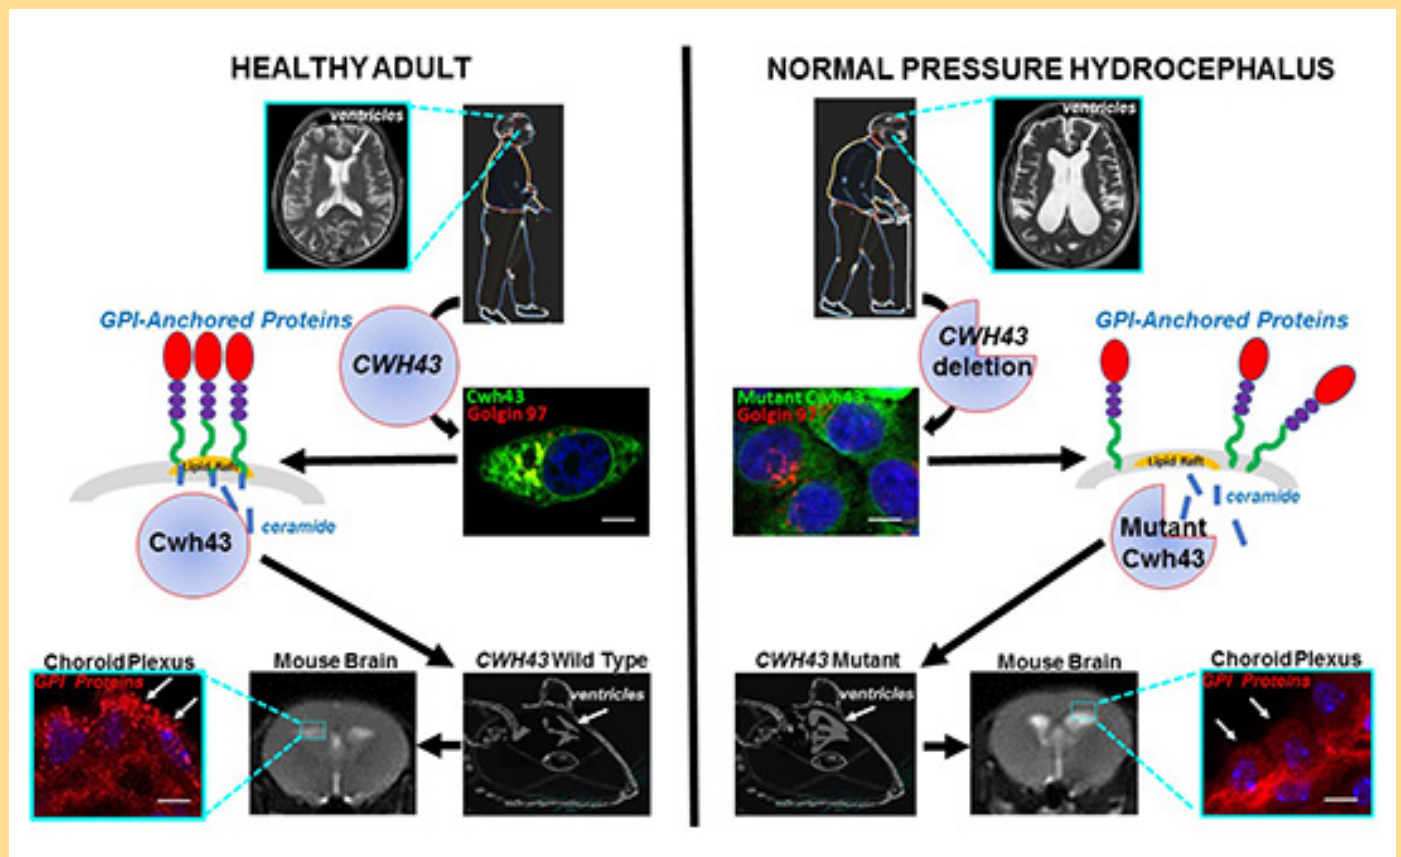 HEALTHY ADULT
ventricles
GPI-Anchored Proteins
CWH43
Cwh43
Golgin 97
Lipid Raft
ceramide
Cwh43
Choroid Plexus
GPI Proteins
Mouse Brain
CWH43 Wild Type
ventricles
NORMAL PRESSURE HYDROCEPHALUS
ventricles
CWH43
deletion
GPI-Anchored Proteins
Mutant Cwh43
Golgin 97
Lipid Raft
ceramide
Mutant
Cwh43
CWH43 Mutant
ventricles
Mouse Brain
Choroid Plexus
GPI Proteins